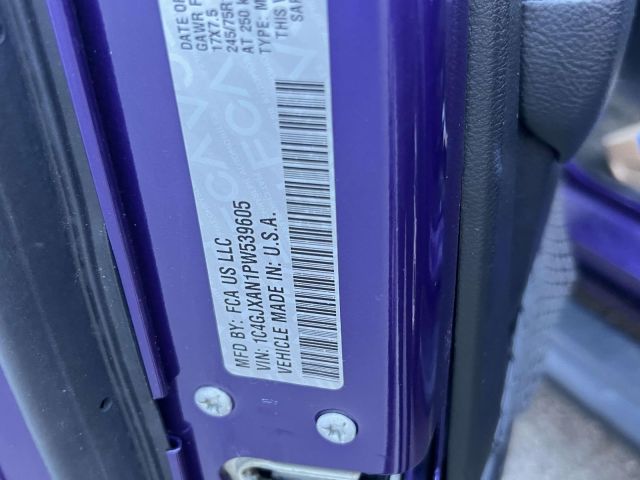 DATE OF
GAWR F
17X7.5
245/75R
AT 250 K
TYPE: M
THIS V
SAF
MFD BY: FCA US LLC
VIN: 1C4GJXAN1PW539605
VEHICLE MADE IN: U.S.A.